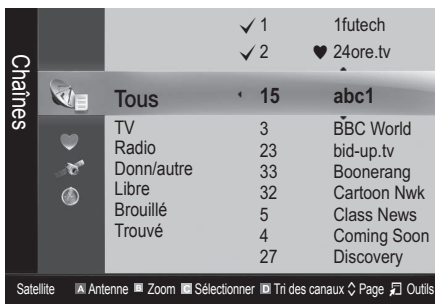 Chaînes
✓ 1 1futech
✓ 2 ♥ 24ore.tv
Tous 15 abc1
TV 3 BBC World
Radio 23 bid-up.tv
Donn/autre 33 Boonerang
Libre 32 Cartoon Nwk
Brouillé 5 Class News
Trouvé 4 Coming Soon
27 Discovery
Satellite A Antenne B Zoom C Sélectionner D Tri des canaux Page Outils